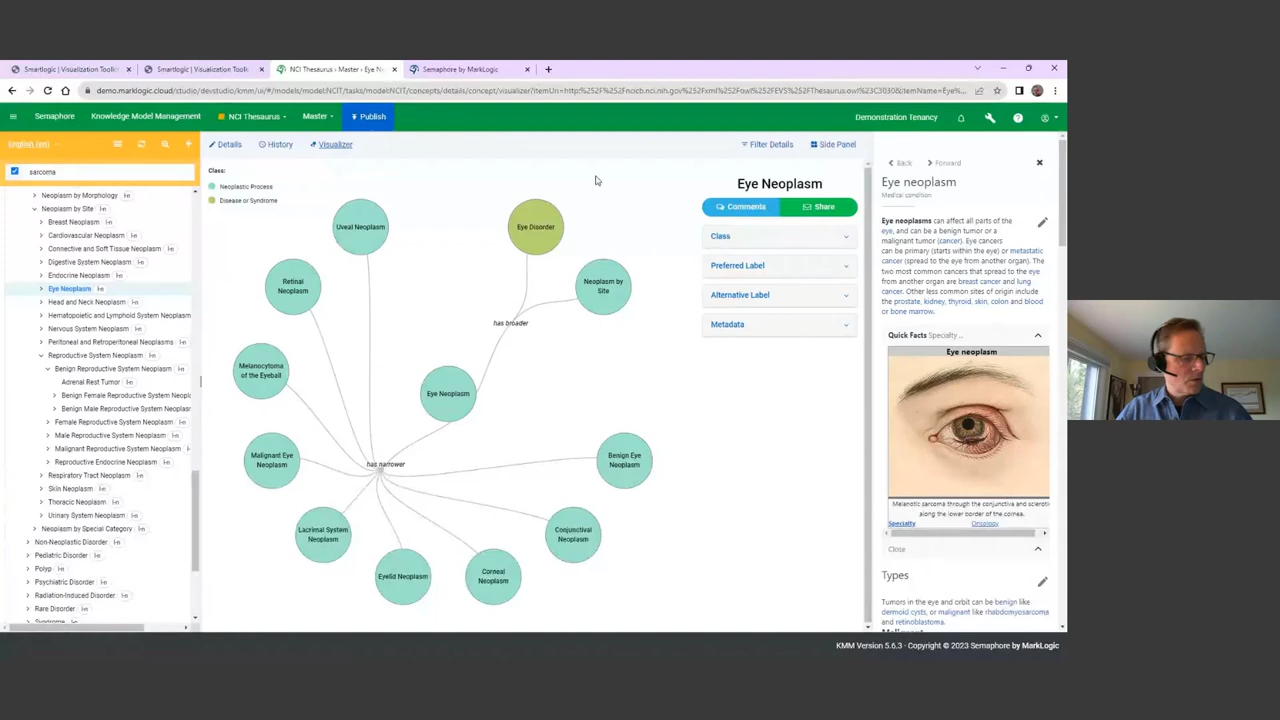 Smartlogic | Visualization Toolki
Smartlogic | Visualization Toolki
NCI Thesaurus › Master › Eye N
Semaphore by MarkLogic
demo.marklogic.cloud/studio/devstudio/kmm/ui/#/models/model:NCIT/tasks/model:NCIT/concepts/details/concept/visualizer/itemUri=http:%252F%252Fncicb.nci.nih.gov%252Fxml%252Fowl%252FEVS%252FThesaurus.owl%23C3030&itemName=Eye%...
Semaphore
Knowledge Model Management
NCI Thesaurus
Master
Publish
Demonstration Tenancy
English (en)
sarcoma
Neoplasm by Morphology
Neoplasm by Site
Breast Neoplasm
Cardiovascular Neoplasm
Connective and Soft Tissue Neoplasm
Digestive System Neoplasm
Endocrine Neoplasm
Eye Neoplasm
Head and Neck Neoplasm
Hematopoietic and Lymphoid System Neoplasm
Nervous System Neoplasm
Peritoneal and Retroperitoneal Neoplasms
Reproductive System Neoplasm
Benign Reproductive System Neoplasm
Adrenal Rest Tumor
Benign Female Reproductive System Neoplas
Benign Male Reproductive System Neoplas
Female Reproductive System Neoplasm
Male Reproductive System Neoplasm
Malignant Reproductive System Neoplasm
Reproductive Endocrine Neoplasm
Respiratory Tract Neoplasm
Skin Neoplasm
Thoracic Neoplasm
Urinary System Neoplasm
Neoplasm by Special Category
Non-Neoplastic Disorder
Pediatric Disorder
Polyp
Psychiatric Disorder
Radiation-Induced Disorder
Rare Disorder
Syndrome
Details
History
Visualizer
Filter Details
Side Panel
Class:
Neoplastic Process
Disease or Syndrome
Uveal Neoplasm
Eye Disorder
Retinal
Neoplasm
Neoplasm by
Site
has broader
Melanocytoma
of the Eyeball
Eye Neoplasm
Malignant Eye
Neoplasm
has narrower
Benign Eye
Neoplasm
Lacrimal System
Neoplasm
Conjunctival
Neoplasm
Eyelid Neoplasm
Corneal
Neoplasm
Eye Neoplasm
Comments
Share
Class
Preferred Label
Alternative Label
Metadata
Back
Forward
Eye neoplasm
Medical condition
Eye neoplasms can affect all parts of the
eye, and can be a benign tumor or a
malignant tumor (cancer). Eye cancers
can be primary (starts within the eye) or metastatic
cancer (spread to the eye from another organ). The
two most common cancers that spread to the eye
from another organ are breast cancer and lung
cancer. Other less common sites of origin include
the prostate, kidney, thyroid, skin, colon and blood
or bone marrow.
Quick Facts Specialty ...
Eye neoplasm
Melanotic sarcoma through the conjunctiva and scleroti
along the lower border of the cornea.
Specialty
Oncology
Close
Types
Tumors in the eye and orbit can be benign like
dermoid cysts, or malignant like rhabdomyosarcoma
and retinoblastoma.
KMM Version 5.6.3 - Copyright © 2023 Semaphore by MarkLogic